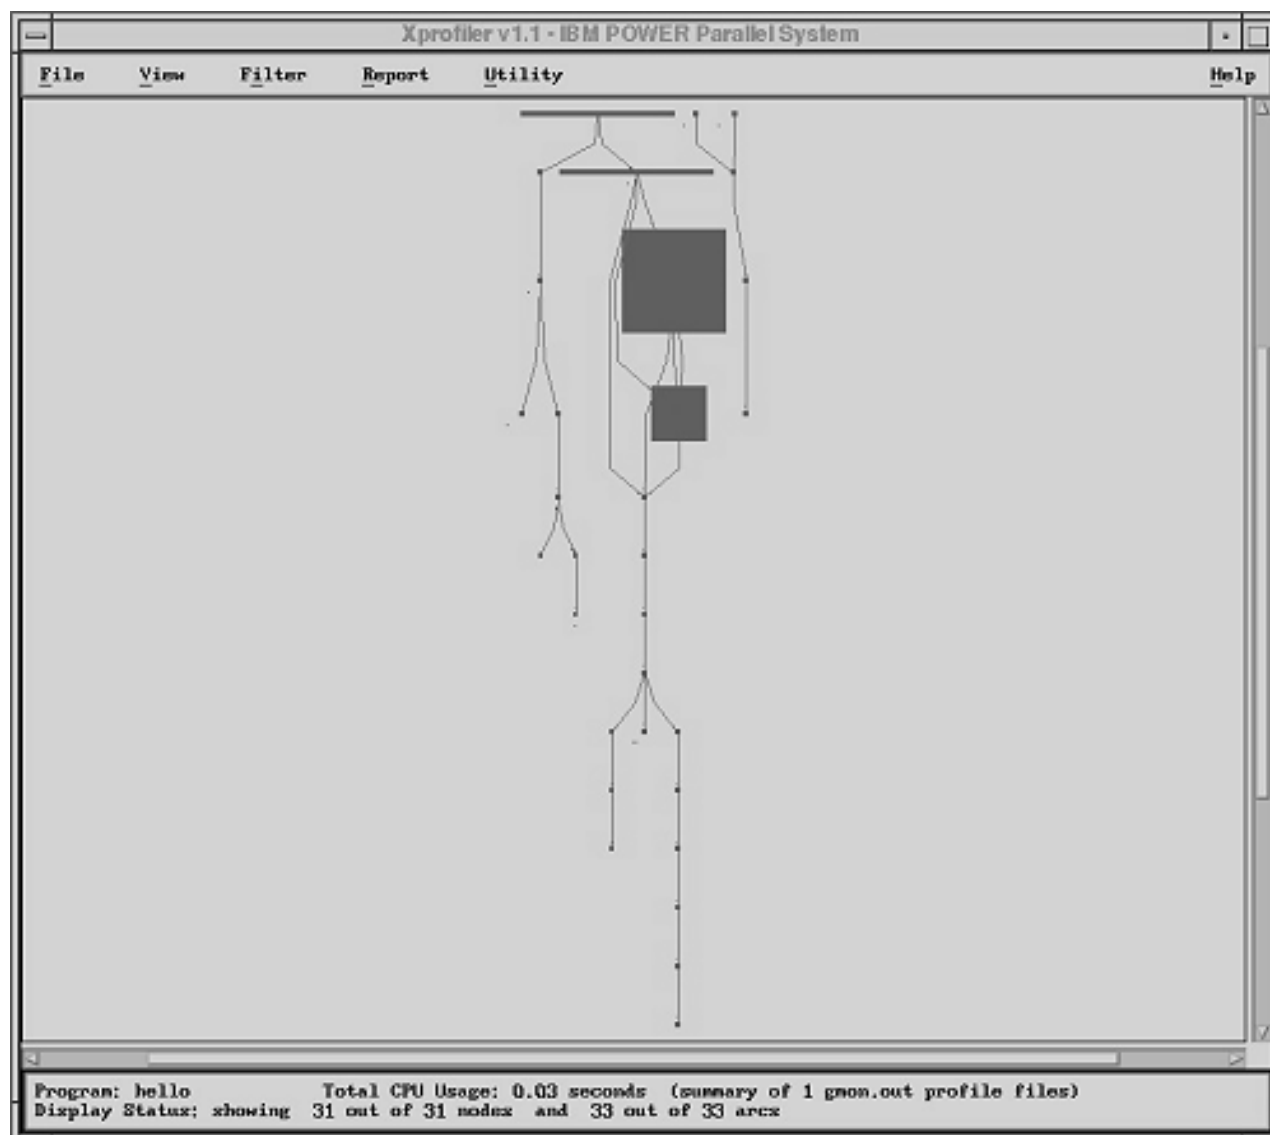 Xprofiler v1.1 - IBM POWER Parallel System
File View Filter Report Utility Help
Program: hello Total CPU Usage: 0.03 seconds (summary of 1 gmon.out profile files)
Display Status: showing 31 out of 31 nodes and 33 out of 33 arcs